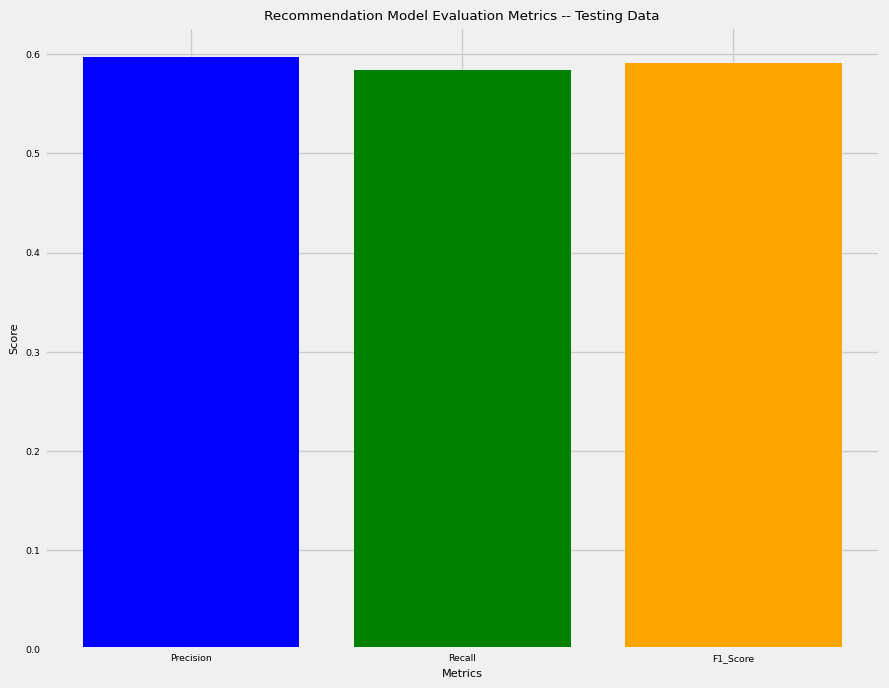 Recommendation Model Evaluation Metrics -- Testing Data
0.6
0.5
0.4
0.3
0.2
0.1
0.0
Score
Precision
Recall
F1_Score
Metrics